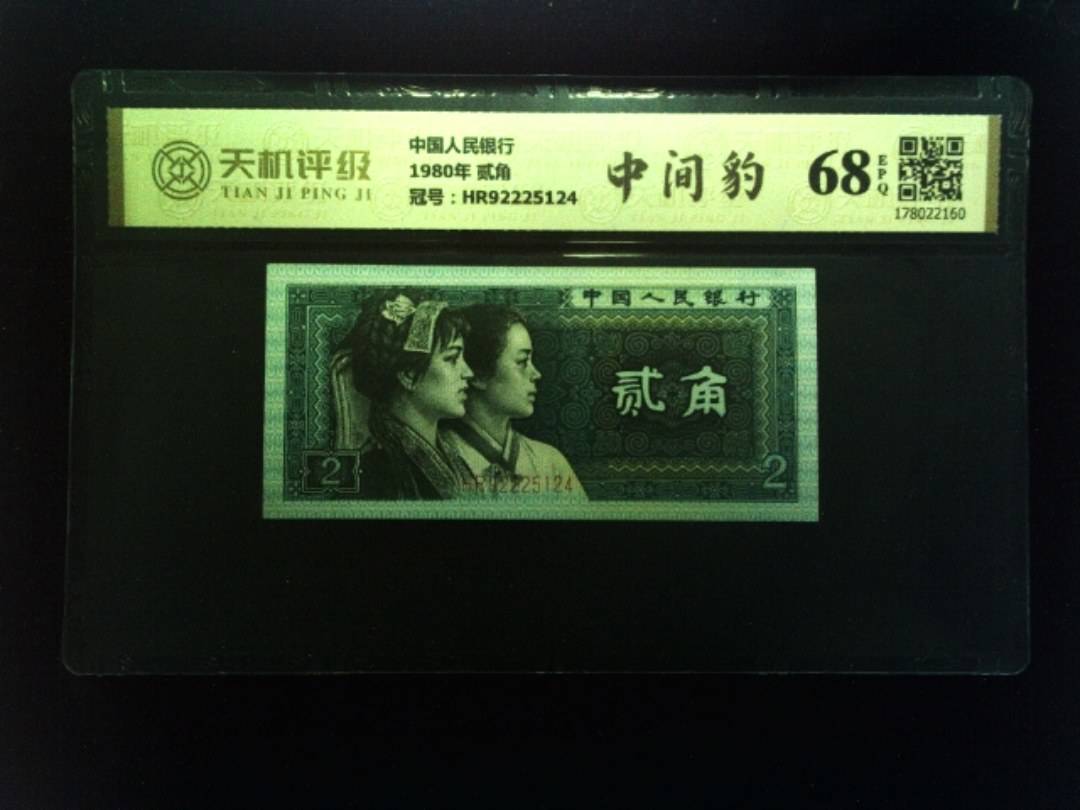 天机评级
TIAN JI PING JI
中国人民银行
1980年 贰角
冠号：HR92225124
中间豹
68
EPQ
178022160
中国人民银行
贰角
2
2
HR92225124